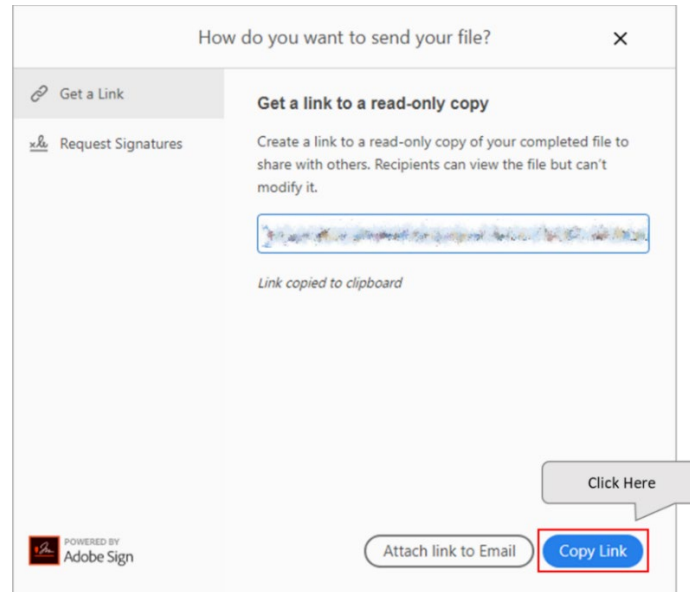 How do you want to send your file?
Get a Link
Request Signatures
Get a link to a read-only copy
Create a link to a read-only copy of your completed file to
share with others. Recipients can view the file but can't
modify it.
Link copied to clipboard
Click Here
POWERED BY
Adobe Sign
Attach link to Email
Copy Link